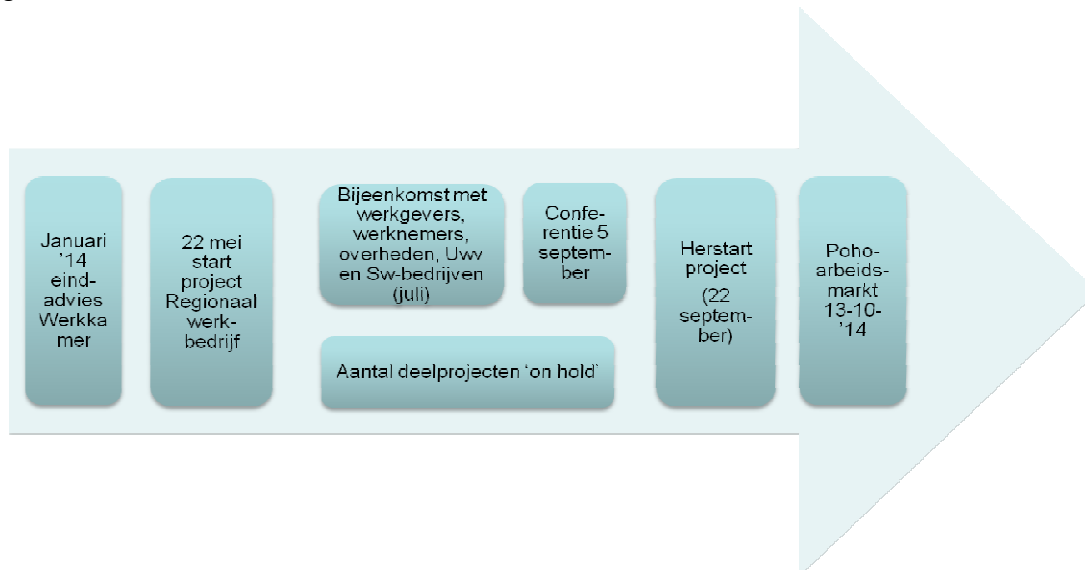 Januari
'14
eind-
advies
Werkka
mer
22 mei
start
project
Regionaal
werk-
bedrijf
Bijeenkomst met
werkgevers,
werknemers,
overheden, Uwv
en Sw-bedrijven
(juli)
Confe-
rentie 5
septem-
ber
Aantal deelprojecten 'on hold'
Herstart
project
(22
septem-
ber)
Poho-
arbeids-
markt
13-10-
'14